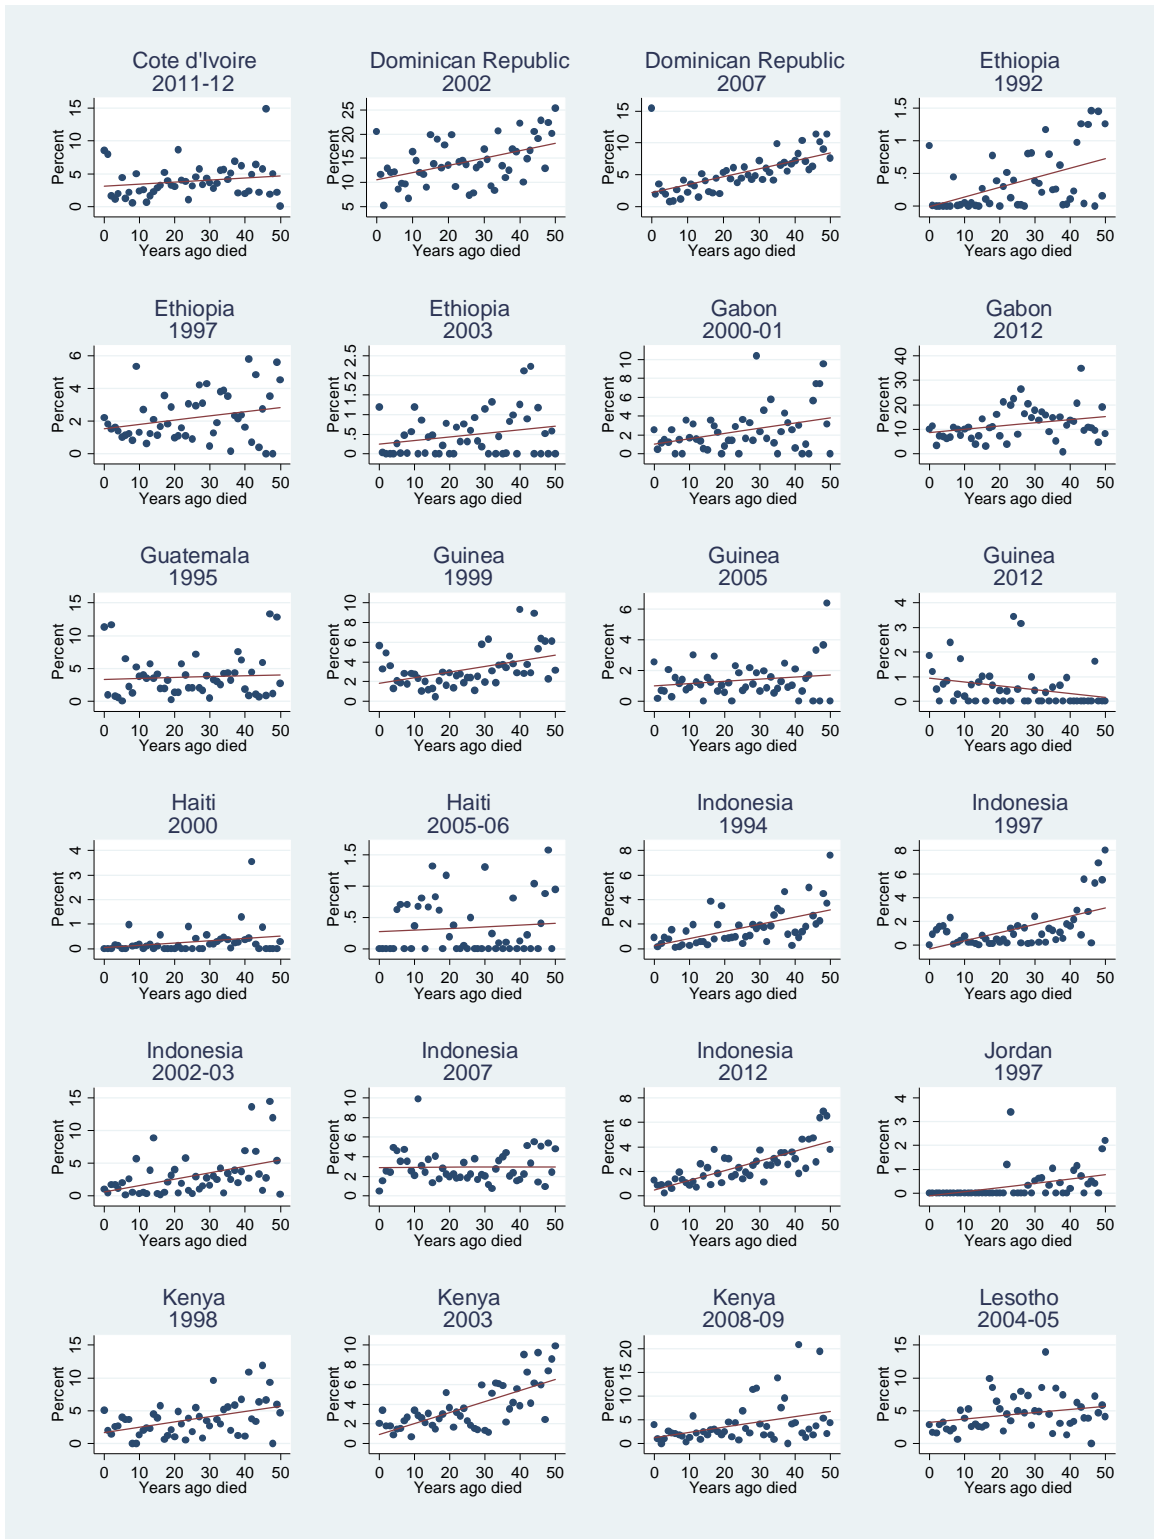 Cote d'Ivoire
2011-12
Percent
0 5 10 15
0 10 20 30 40 50
Years ago died
Dominican Republic
2002
Percent
5 10 15 20 25
0 10 20 30 40 50
Years ago died
Dominican Republic
2007
Percent
0 5 10 15
0 10 20 30 40 50
Years ago died
Ethiopia
1992
Percent
0 .5 1 1.5
0 10 20 30 40 50
Years ago died
Ethiopia
1997
Percent
0 2 4 6
0 10 20 30 40 50
Years ago died
Ethiopia
2003
Percent
0 .5 1 1.5 2 2.5
0 10 20 30 40 50
Years ago died
Gabon
2000-01
Percent
0 2 4 6 8 10
0 10 20 30 40 50
Years ago died
Gabon
2012
Percent
0 10 20 30 40
0 10 20 30 40 50
Years ago died
Guatemala
1995
Percent
0 5 10 15
0 10 20 30 40 50
Years ago died
Guinea
1999
Percent
0 2 4 6 8 10
0 10 20 30 40 50
Years ago died
Guinea
2005
Percent
0 2 4 6
0 10 20 30 40 50
Years ago died
Guinea
2012
Percent
0 1 2 3 4
0 10 20 30 40 50
Years ago died
Haiti
2000
Percent
0 1 2 3 4
0 10 20 30 40 50
Years ago died
Haiti
2005-06
Percent
0 .5 1 1.5
0 10 20 30 40 50
Years ago died
Indonesia
1994
Percent
0 2 4 6 8
0 10 20 30 40 50
Years ago died
Indonesia
1997
Percent
0 2 4 6 8
0 10 20 30 40 50
Years ago died
Indonesia
2002-03
Percent
0 5 10 15
0 10 20 30 40 50
Years ago died
Indonesia
2007
Percent
0 2 4 6 8 10
0 10 20 30 40 50
Years ago died
Indonesia
2012
Percent
0 2 4 6 8
0 10 20 30 40 50
Years ago died
Jordan
1997
Percent
0 1 2 3 4
0 10 20 30 40 50
Years ago died
Kenya
1998
Percent
0 5 10 15
0 10 20 30 40 50
Years ago died
Kenya
2003
Percent
0 2 4 6 8 10
0 10 20 30 40 50
Years ago died
Kenya
2008-09
Percent
0 5 10 15 20
0 10 20 30 40 50
Years ago died
Lesotho
2004-05
Percent
0 5 10 15
0 10 20 30 40 50
Years ago died